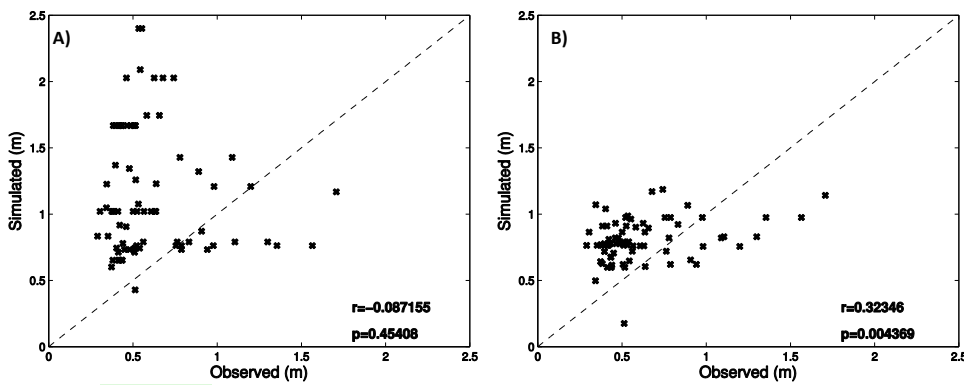 A)
2.5
2
1.5
1
0.5
0
Simulated (m)
r=−0.087155
p=0.45408
0 0.5 1 1.5 2 2.5
Observed (m)
B)
2.5
2
1.5
1
0.5
0
Simulated (m)
r=0.32346
p=0.004369
0 0.5 1 1.5 2 2.5
Observed (m)